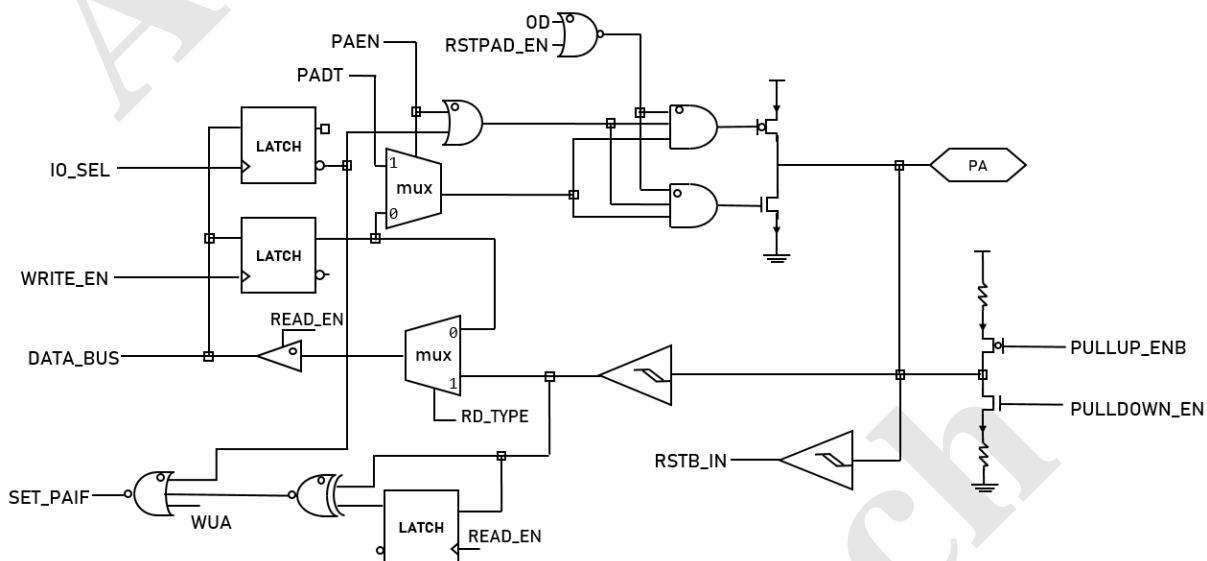 OD
RSTPAD_EN
PAEN
PADT
LATCH
IO_SEL
1
mux
0
PA
LATCH
WRITE_EN
READ_EN
DATA_BUS
0
mux
1
PULLUP_ENB
PULLDOWN_EN
RD_TYPE
RSTB_IN
SET_PAIF
WUA
LATCH
READ_EN
A
ch